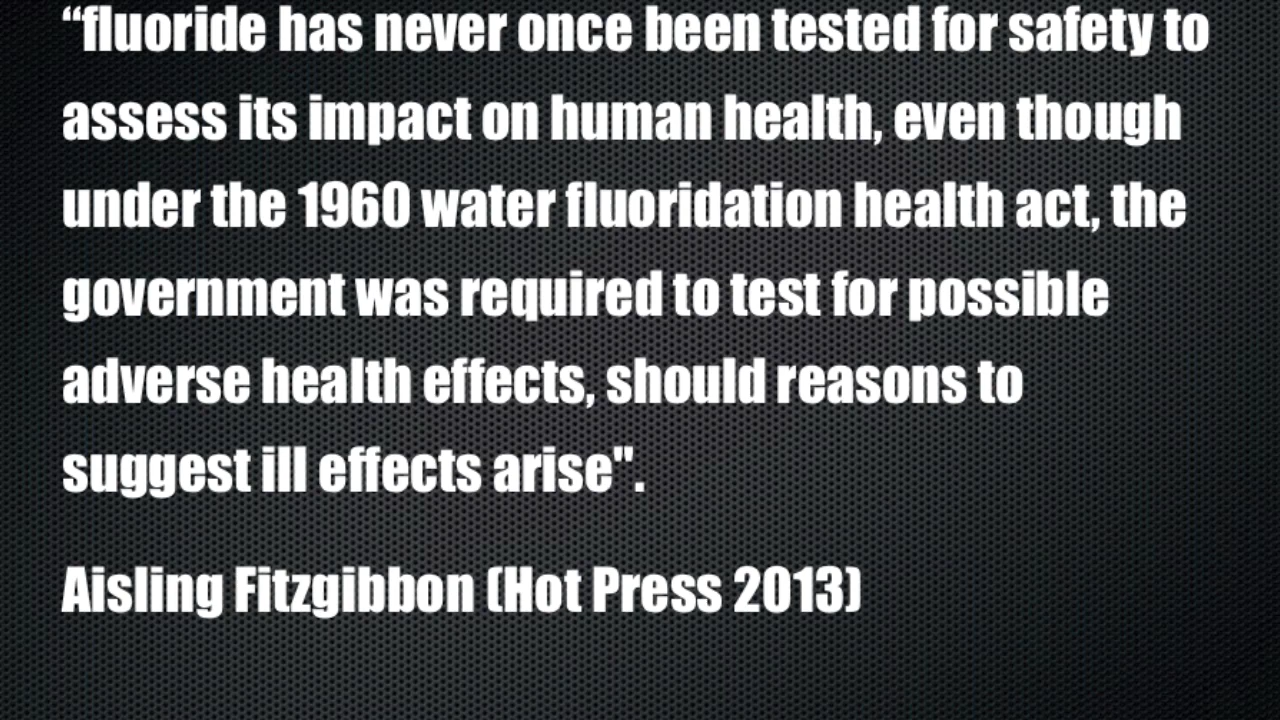 “fluoride has never once been tested for safety to
assess its impact on human health, even though
under the 1960 water fluoridation health act, the
government was required to test for possible
adverse health effects, should reasons to
suggest ill effects arise".
Aisling Fitzgibbon (Hot Press 2013)